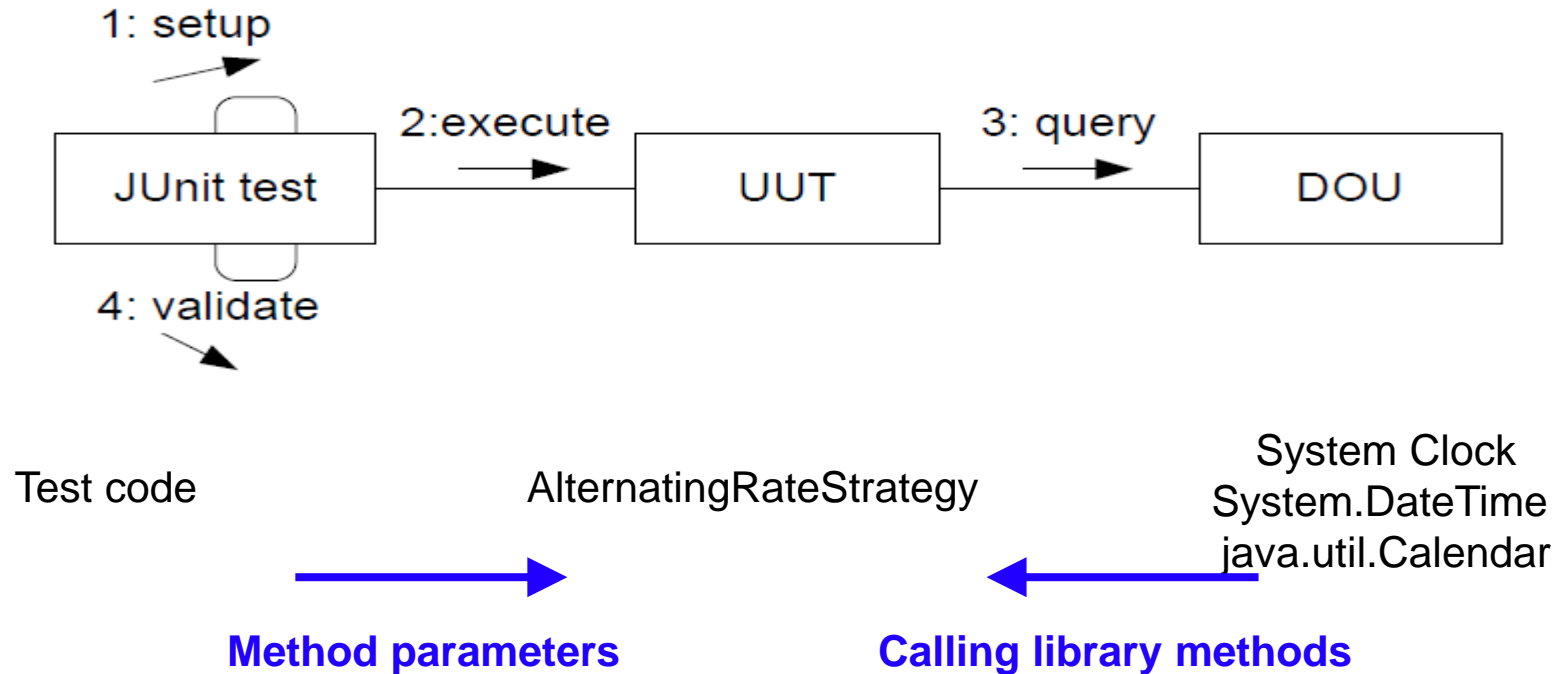 1: setup
2:execute
3: query
JUnit test
UUT
DOU
4: validate
Test code
AlternatingRateStrategy
System Clock
System.DateTime
java.util.Calendar
Method parameters
Calling library methods